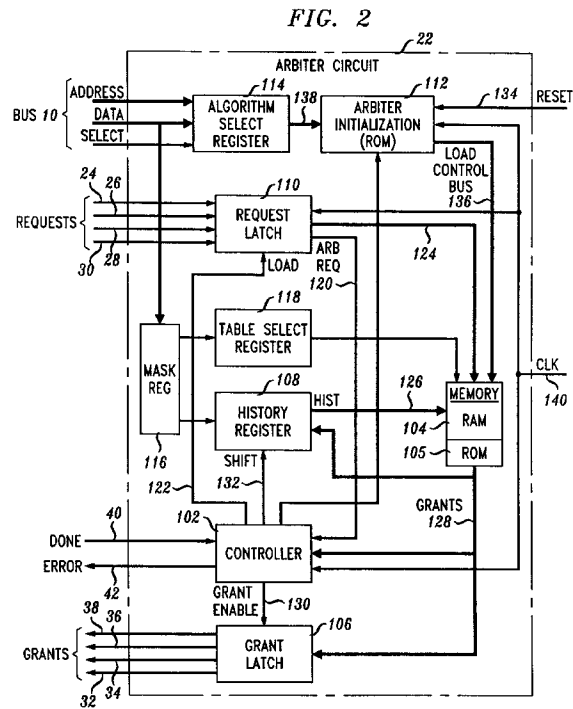 FIG. 2
22
ARBITER CIRCUIT
BUS 10
ADDRESS
DATA
SELECT
114
ALGORITHM
SELECT
REGISTER
138
112
ARBITER
INITIALIZATION
(ROM)
134
RESET
LOAD
CONTROL
BUS
136
REQUESTS
24
26
28
30
110
REQUEST
LATCH
LOAD
ARB
REQ
120
124
118
TABLE SELECT
REGISTER
MASK
REG
116
108
HISTORY
REGISTER
HIST
126
SHIFT
132
122
MEMORY
RAM
104
105
ROM
CLK
140
GRANTS
128
40
DONE
ERROR
42
102
CONTROLLER
GRANT
ENABLE
130
106
GRANT
LATCH
GRANTS
38
36
34
32